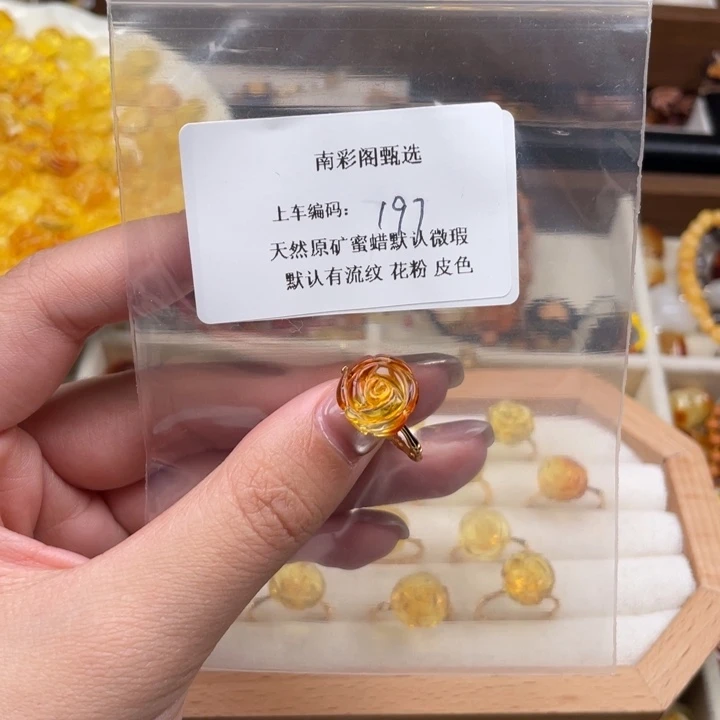 南彩阁甄选
上车编码： 197
天然原矿蜜蜡默认微瑕
默认有流纹 花粉 皮色